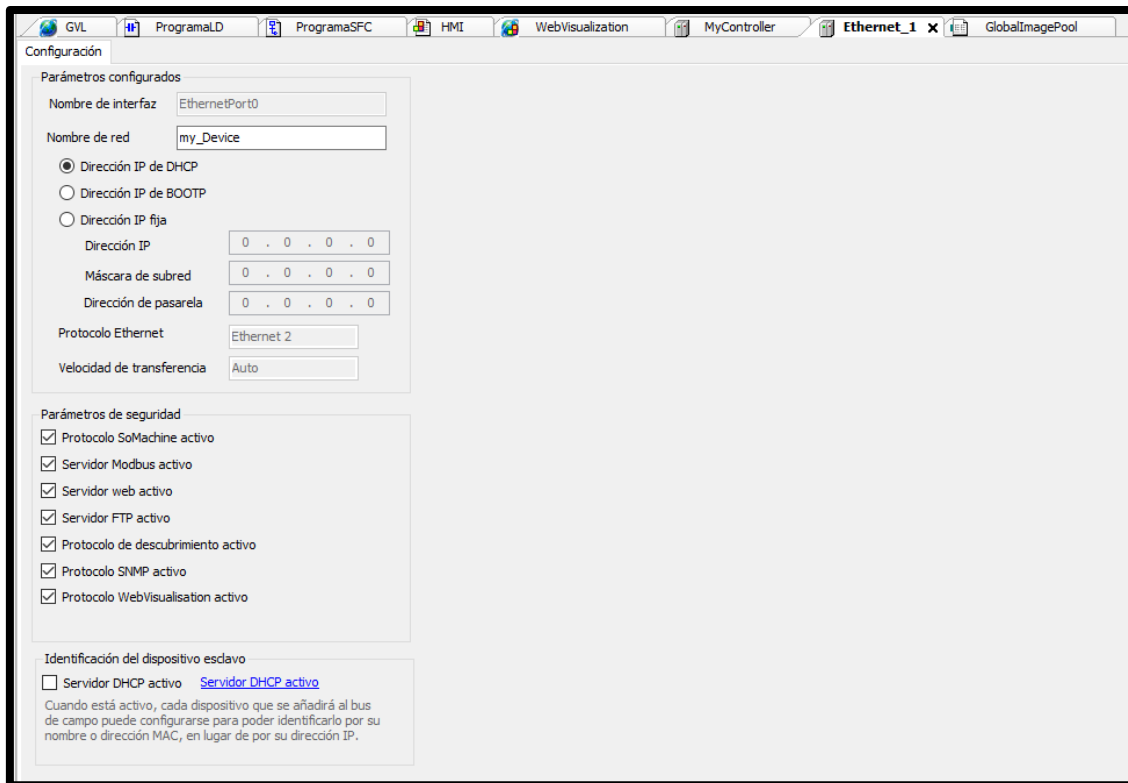 GVL ProgramaLD ProgramaSFC HMI WebVisualization MyController Ethernet_1 x GlobalImagePool
Configuración
Parámetros configurados
Nombre de interfaz EthernetPort0
Nombre de red my_Device
Dirección IP de DHCP
Dirección IP de BOOTP
Dirección IP fija
Dirección IP 0 . 0 . 0 . 0
Máscara de subred 0 . 0 . 0 . 0
Dirección de pasarela 0 . 0 . 0 . 0
Protocolo Ethernet Ethernet 2
Velocidad de transferencia Auto
Parámetros de seguridad
Protocolo SoMachine activo
Servidor Modbus activo
Servidor web activo
Servidor FTP activo
Protocolo de descubrimiento activo
Protocolo SNMP activo
Protocolo WebVisualisation activo
Identificación del dispositivo esclavo
Servidor DHCP activo Servidor DHCP activo
Cuando está activo, cada dispositivo que se añadirá al bus
de campo puede configurarse para poder identificarlo por su
nombre o dirección MAC, en lugar de por su dirección IP.